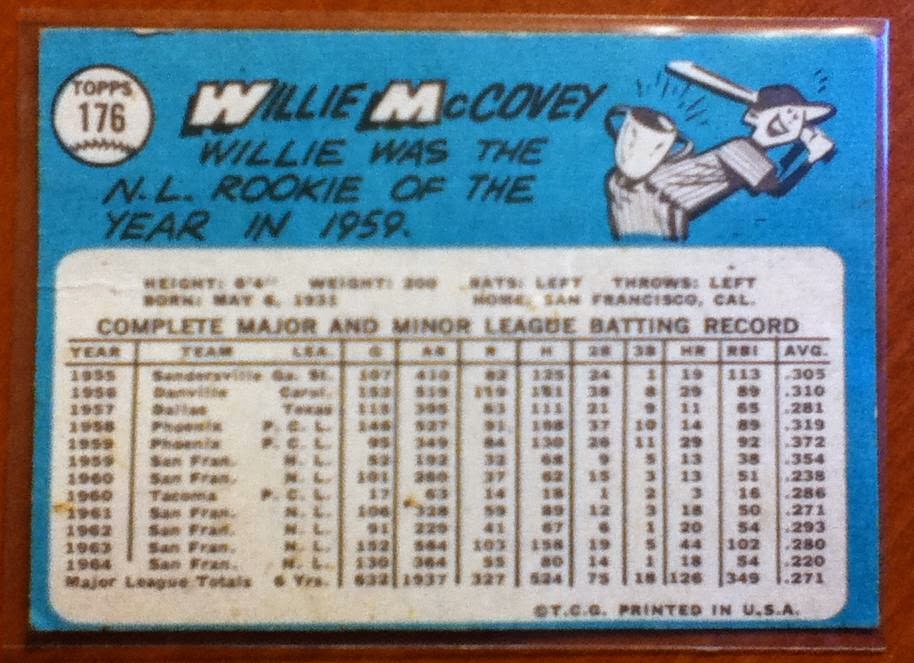 TOPPS
176
WILLIE McCOVEY
WILLIE WAS THE
N.L. ROOKIE OF THE
YEAR IN 1959.
HEIGHT: 6'4" WEIGHT: 200 BATS: LEFT THROWS: LEFT
BORN: MAY 6, 1931 HOME: SAN FRANCISCO, CAL.
COMPLETE MAJOR AND MINOR LEAGUE BATTING RECORD
YEAR TEAM LEA. G AB R H 2B 3B HR RBI AVG.
1955 Sandersville Ga. St. 107 410 82 125 24 1 19 113 .305
1956 Danville Carol. 152 519 119 161 38 8 29 89 .310
1957 Dallas Texas 115 395 63 111 21 9 11 65 .281
1958 Phoenix P. C. L. 146 527 91 168 37 10 14 89 .319
1959 Phoenix P. C. L. 95 349 84 130 26 11 29 92 .372
1959 San Fran. N. L. 52 192 32 68 9 5 13 38 .354
1960 San Fran. N. L. 101 260 37 62 15 3 13 51 .238
1960 Tacoma P. C. L. 17 63 14 18 1 2 3 16 .286
1961 San Fran. N. L. 106 328 59 89 12 3 18 50 .271
1962 San Fran. N. L. 91 229 41 67 6 1 20 54 .293
1963 San Fran. N. L. 152 564 103 158 19 5 44 102 .280
1964 San Fran. N. L. 130 364 55 80 14 1 18 54 .220
Major League Totals 6 Yrs. 632 1937 327 524 75 18 126 349 .271
©T.C.G. PRINTED IN U.S.A.